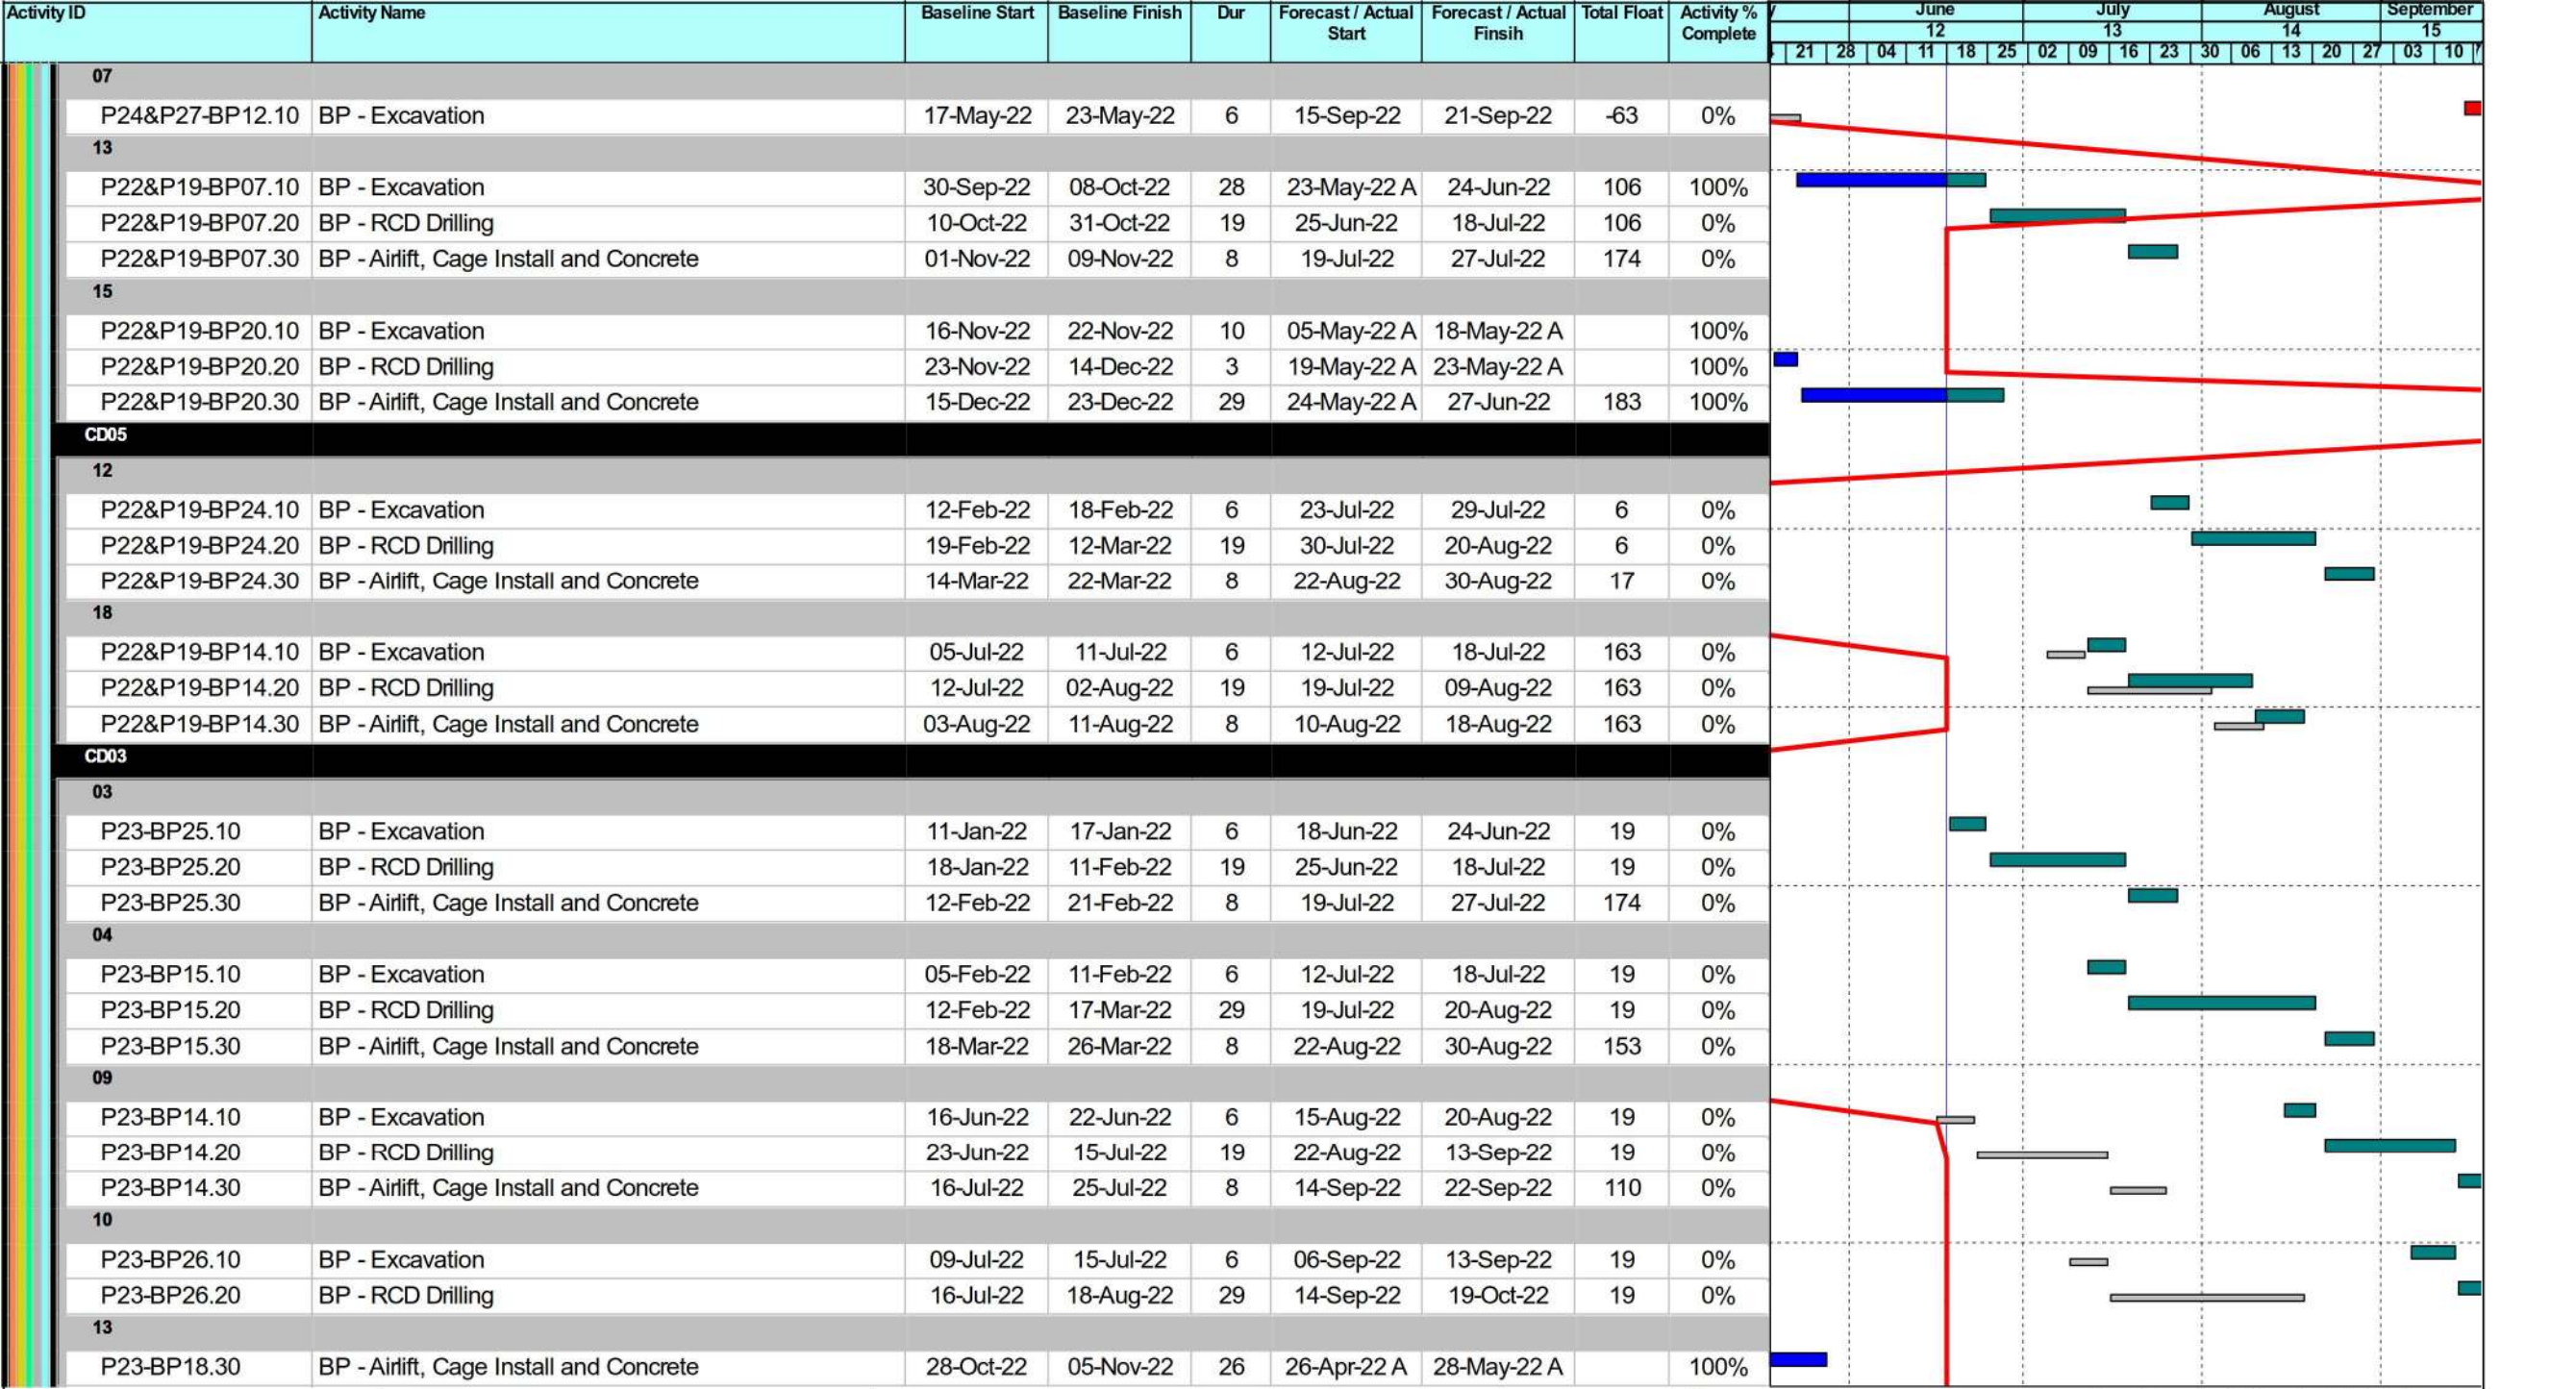 Activity ID Activity Name Baseline Start Baseline Finish Dur Forecast / Actual Start Forecast / Actual Finsih Total Float Activity % Complete June July August September
12 13 14 15
21 28 04 11 18 25 02 09 16 23 30 06 13 20 27 03 10
07
P24&P27-BP12.10 BP - Excavation 17-May-22 23-May-22 6 15-Sep-22 21-Sep-22 -63 0%
13
P22&P19-BP07.10 BP - Excavation 30-Sep-22 08-Oct-22 28 23-May-22 A 24-Jun-22 106 100%
P22&P19-BP07.20 BP - RCD Drilling 10-Oct-22 31-Oct-22 19 25-Jun-22 18-Jul-22 106 0%
P22&P19-BP07.30 BP - Airlift, Cage Install and Concrete 01-Nov-22 09-Nov-22 8 19-Jul-22 27-Jul-22 174 0%
15
P22&P19-BP20.10 BP - Excavation 16-Nov-22 22-Nov-22 10 05-May-22 A 18-May-22 A 100%
P22&P19-BP20.20 BP - RCD Drilling 23-Nov-22 14-Dec-22 3 19-May-22 A 23-May-22 A 100%
P22&P19-BP20.30 BP - Airlift, Cage Install and Concrete 15-Dec-22 23-Dec-22 29 24-May-22 A 27-Jun-22 183 100%
CD05
12
P22&P19-BP24.10 BP - Excavation 12-Feb-22 18-Feb-22 6 23-Jul-22 29-Jul-22 6 0%
P22&P19-BP24.20 BP - RCD Drilling 19-Feb-22 12-Mar-22 19 30-Jul-22 20-Aug-22 6 0%
P22&P19-BP24.30 BP - Airlift, Cage Install and Concrete 14-Mar-22 22-Mar-22 8 22-Aug-22 30-Aug-22 17 0%
18
P22&P19-BP14.10 BP - Excavation 05-Jul-22 11-Jul-22 6 12-Jul-22 18-Jul-22 163 0%
P22&P19-BP14.20 BP - RCD Drilling 12-Jul-22 02-Aug-22 19 19-Jul-22 09-Aug-22 163 0%
P22&P19-BP14.30 BP - Airlift, Cage Install and Concrete 03-Aug-22 11-Aug-22 8 10-Aug-22 18-Aug-22 163 0%
CD03
03
P23-BP25.10 BP - Excavation 11-Jan-22 17-Jan-22 6 18-Jun-22 24-Jun-22 19 0%
P23-BP25.20 BP - RCD Drilling 18-Jan-22 11-Feb-22 19 25-Jun-22 18-Jul-22 19 0%
P23-BP25.30 BP - Airlift, Cage Install and Concrete 12-Feb-22 21-Feb-22 8 19-Jul-22 27-Jul-22 174 0%
04
P23-BP15.10 BP - Excavation 05-Feb-22 11-Feb-22 6 12-Jul-22 18-Jul-22 19 0%
P23-BP15.20 BP - RCD Drilling 12-Feb-22 17-Mar-22 29 19-Jul-22 20-Aug-22 19 0%
P23-BP15.30 BP - Airlift, Cage Install and Concrete 18-Mar-22 26-Mar-22 8 22-Aug-22 30-Aug-22 153 0%
09
P23-BP14.10 BP - Excavation 16-Jun-22 22-Jun-22 6 15-Aug-22 20-Aug-22 19 0%
P23-BP14.20 BP - RCD Drilling 23-Jun-22 15-Jul-22 19 22-Aug-22 13-Sep-22 19 0%
P23-BP14.30 BP - Airlift, Cage Install and Concrete 16-Jul-22 25-Jul-22 8 14-Sep-22 22-Sep-22 110 0%
10
P23-BP26.10 BP - Excavation 09-Jul-22 15-Jul-22 6 06-Sep-22 13-Sep-22 19 0%
P23-BP26.20 BP - RCD Drilling 16-Jul-22 18-Aug-22 29 14-Sep-22 19-Oct-22 19 0%
13
P23-BP18.30 BP - Airlift, Cage Install and Concrete 28-Oct-22 05-Nov-22 26 26-Apr-22 A 28-May-22 A 100%